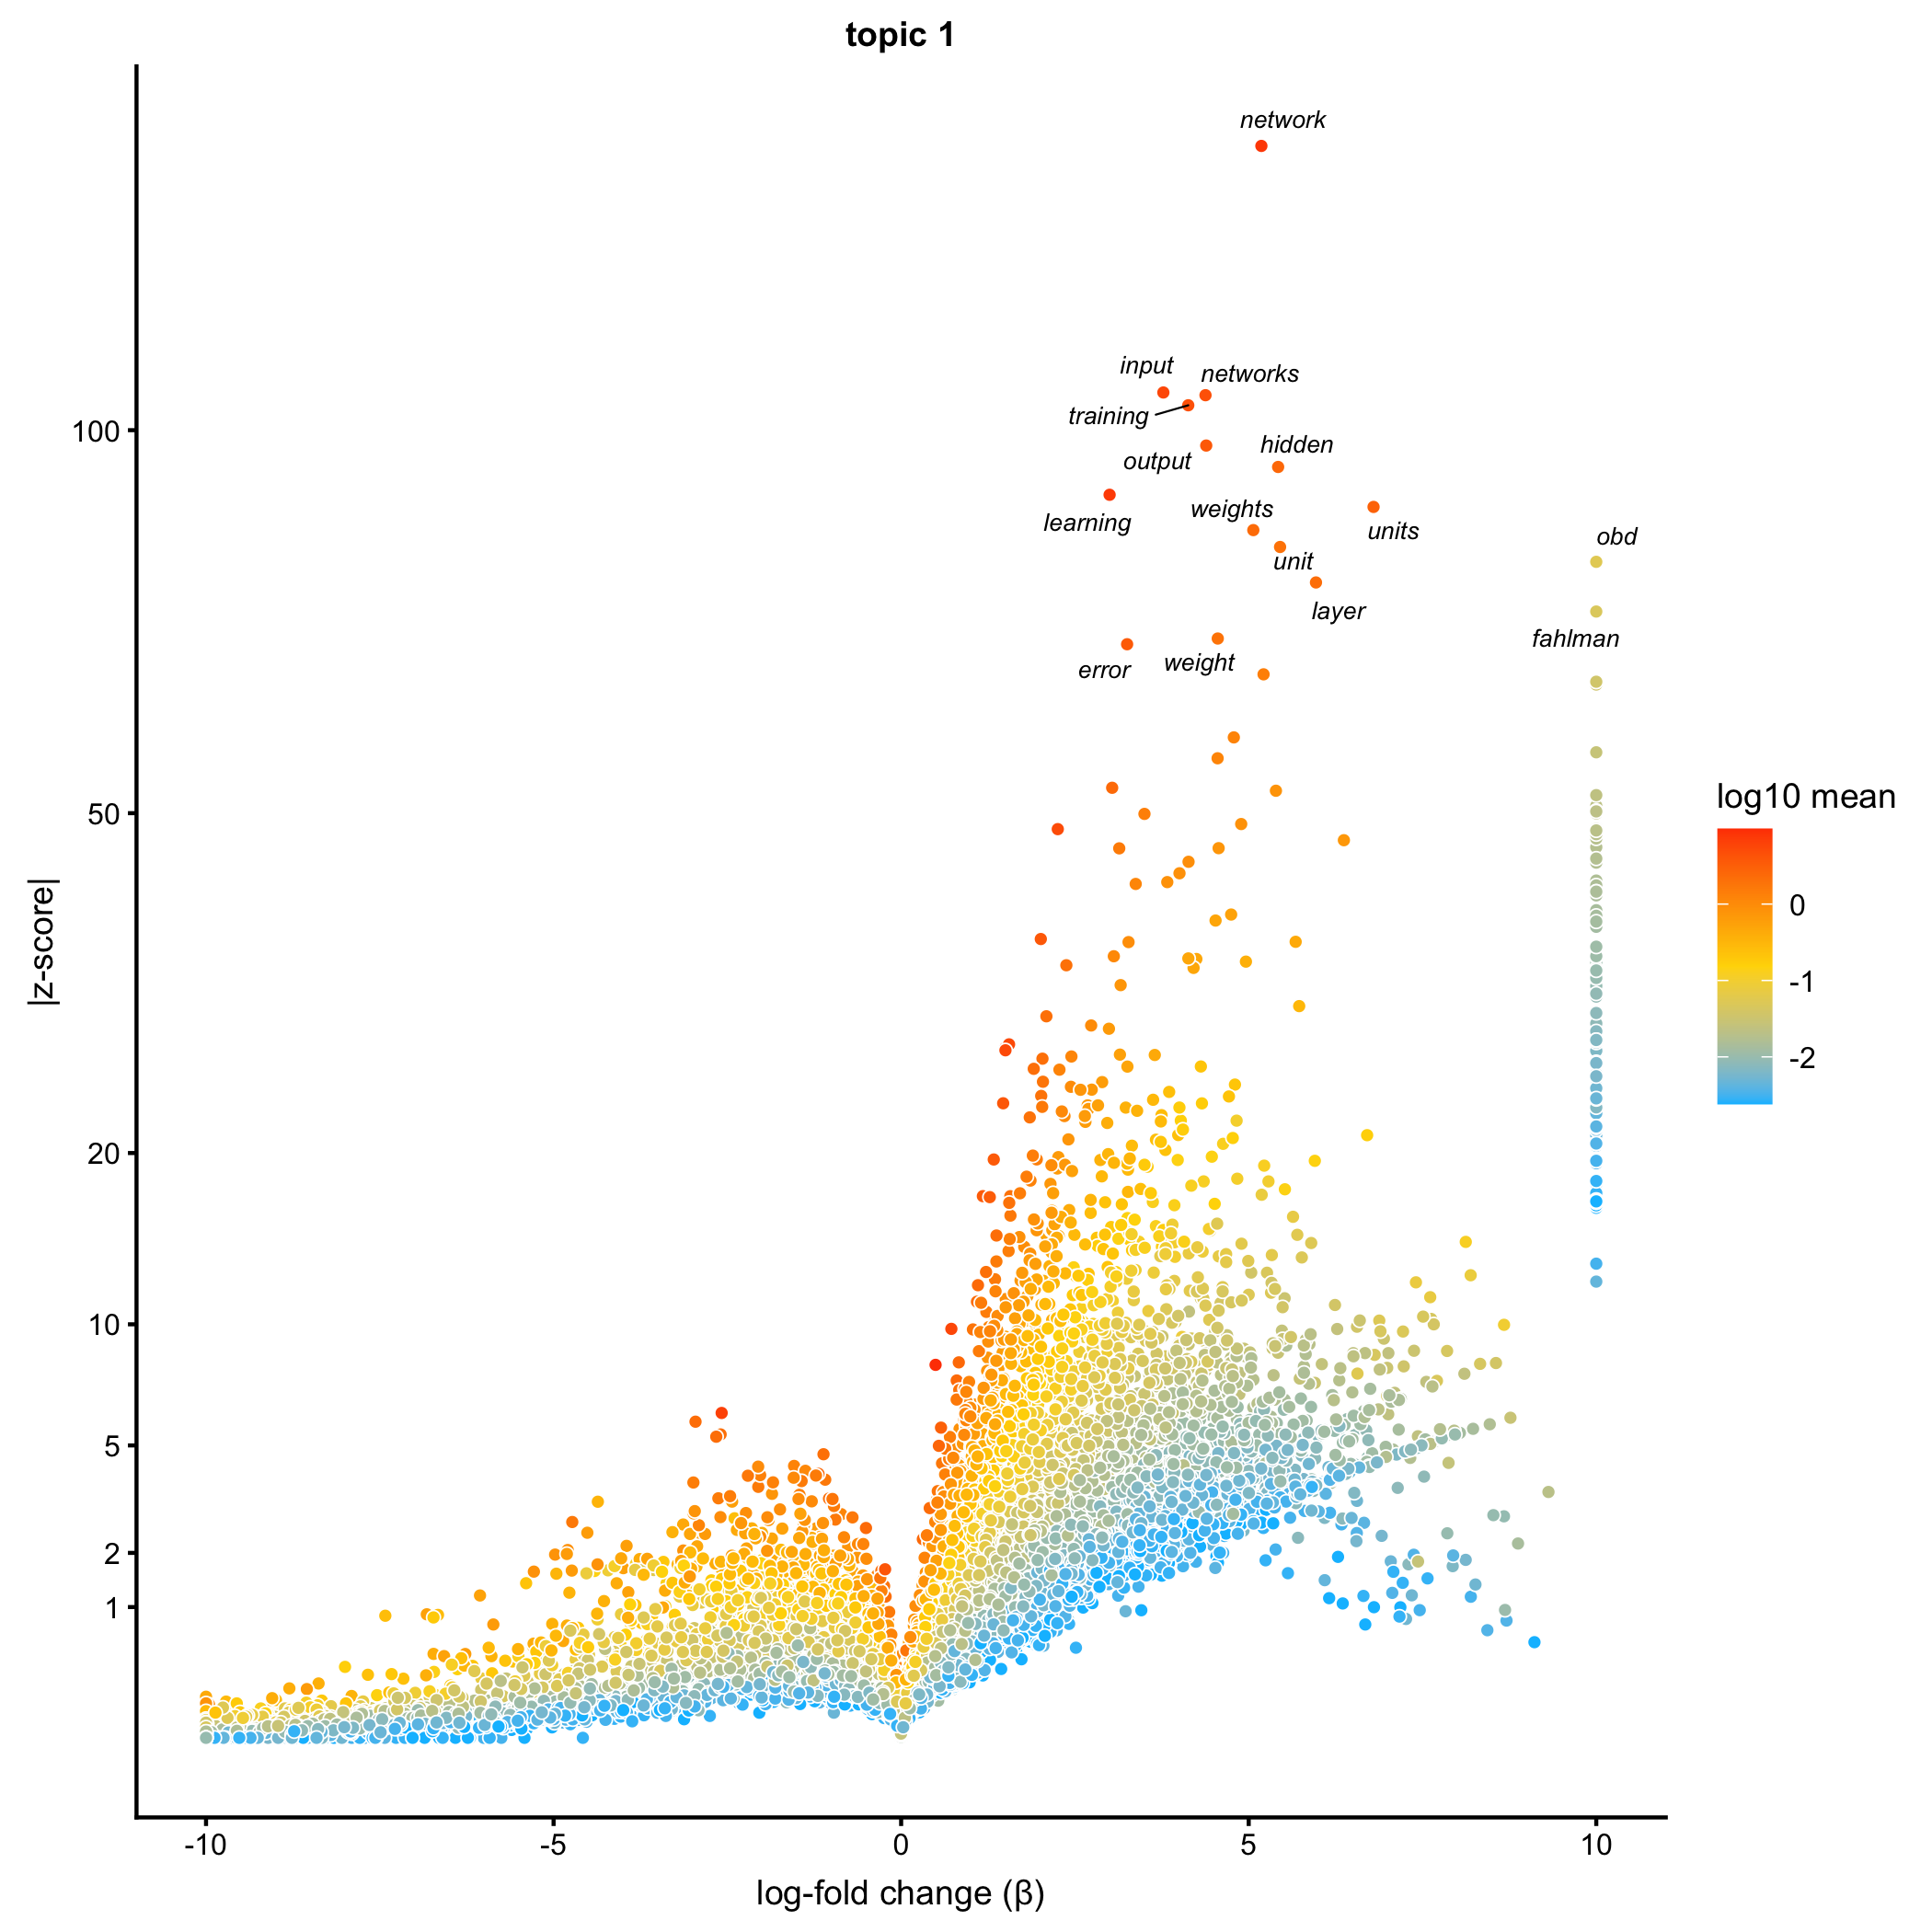 topic 1
network
input
networks
training
100
output
hidden
learning
weights
units
unit
obd
layer
fahlman
error
weight
50
log10 mean
0
-1
-2
|z-score|
20
10
5
2
1
-10
-5
0
5
10
log-fold change (β)